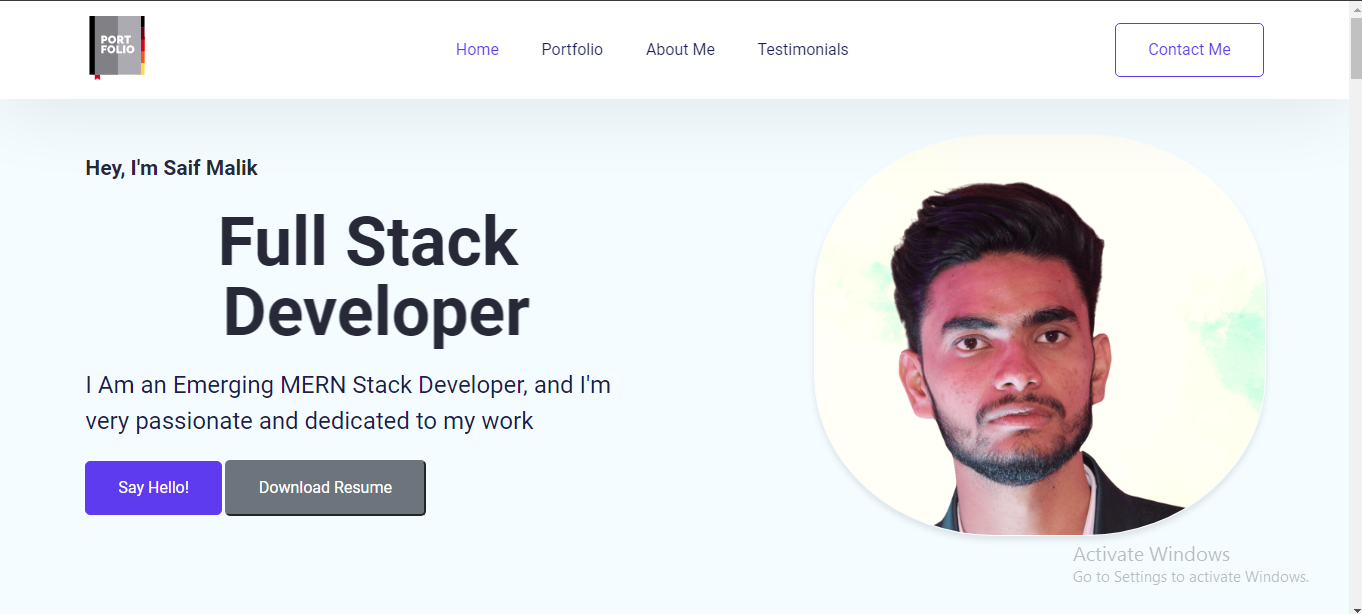 PORT
FOLIO
Home Portfolio About Me Testimonials Contact Me
Hey, I'm Saif Malik
Full Stack
Developer
I Am an Emerging MERN Stack Developer, and I'm
very passionate and dedicated to my work
Say Hello! Download Resume
Activate Windows
Go to Settings to activate Windows.